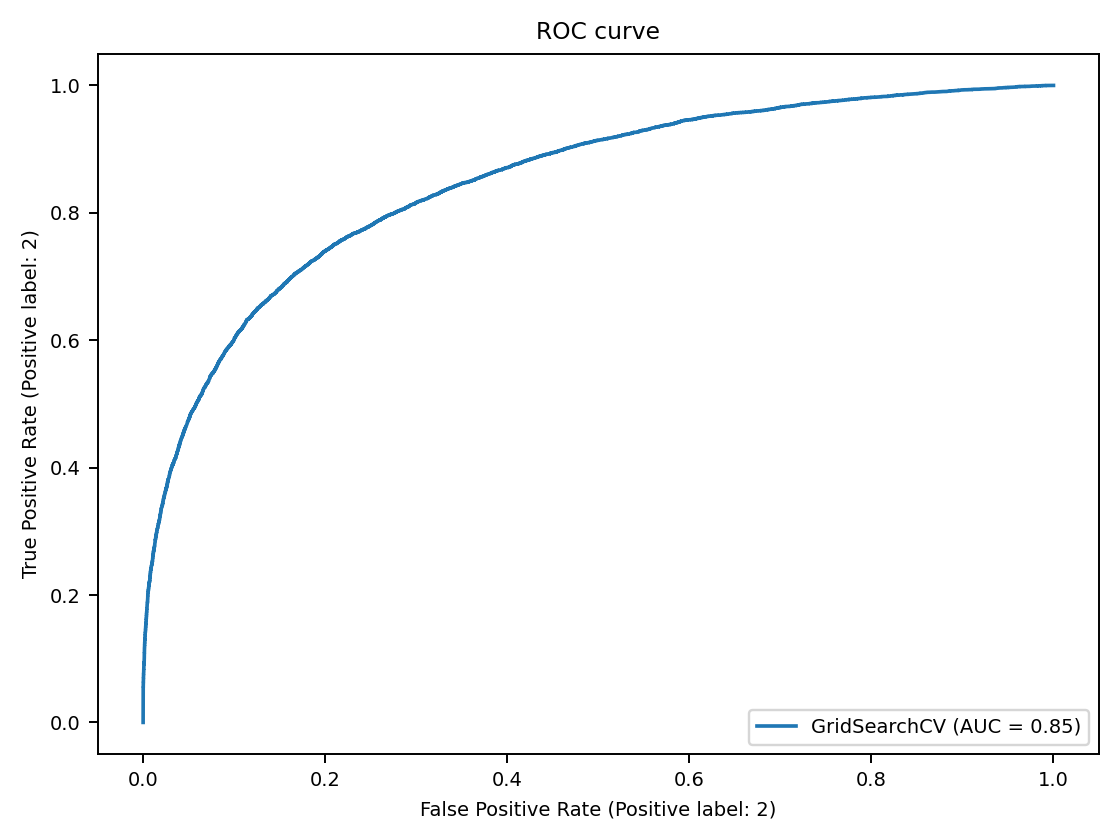 ROC curve
True Positive Rate (Positive label: 2)
1.0
0.8
0.6
0.4
0.2
0.0
GridSearchCV (AUC = 0.85)
0.0 0.2 0.4 0.6 0.8 1.0
False Positive Rate (Positive label: 2)